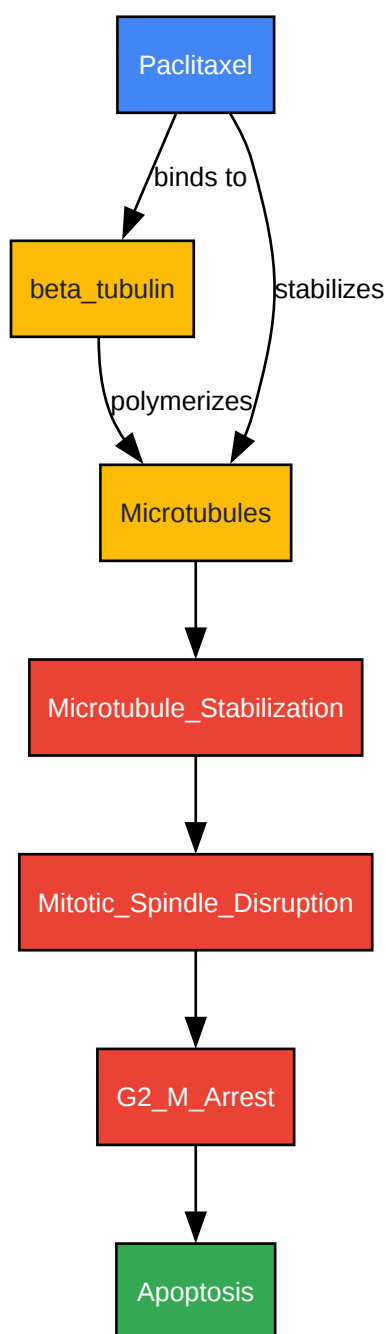 Paclitaxel
binds to
beta_tubulin
stabilizes
polymerizes
Microtubules
Microtubule_Stabilization
Mitotic_Spindle_Disruption
G2_M_Arrest
Apoptosis